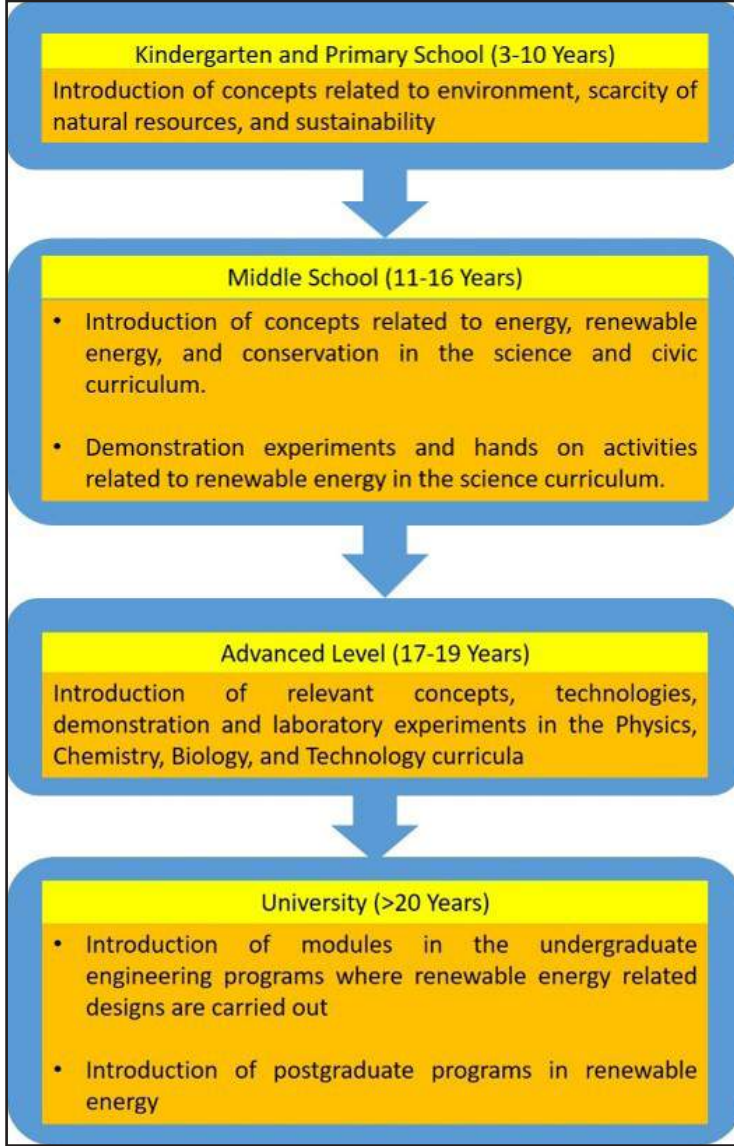 Kindergarten and Primary School (3-10 Years)
Introduction of concepts related to environment, scarcity of
natural resources, and sustainability
Middle School (11-16 Years)
• Introduction of concepts related to energy, renewable
energy, and conservation in the science and civic
curriculum.
• Demonstration experiments and hands on activities
related to renewable energy in the science curriculum.
Advanced Level (17-19 Years)
Introduction of relevant concepts, technologies,
demonstration and laboratory experiments in the Physics,
Chemistry, Biology, and Technology curricula
University (>20 Years)
• Introduction of modules in the undergraduate
engineering programs where renewable energy related
designs are carried out
• Introduction of postgraduate programs in renewable
energy